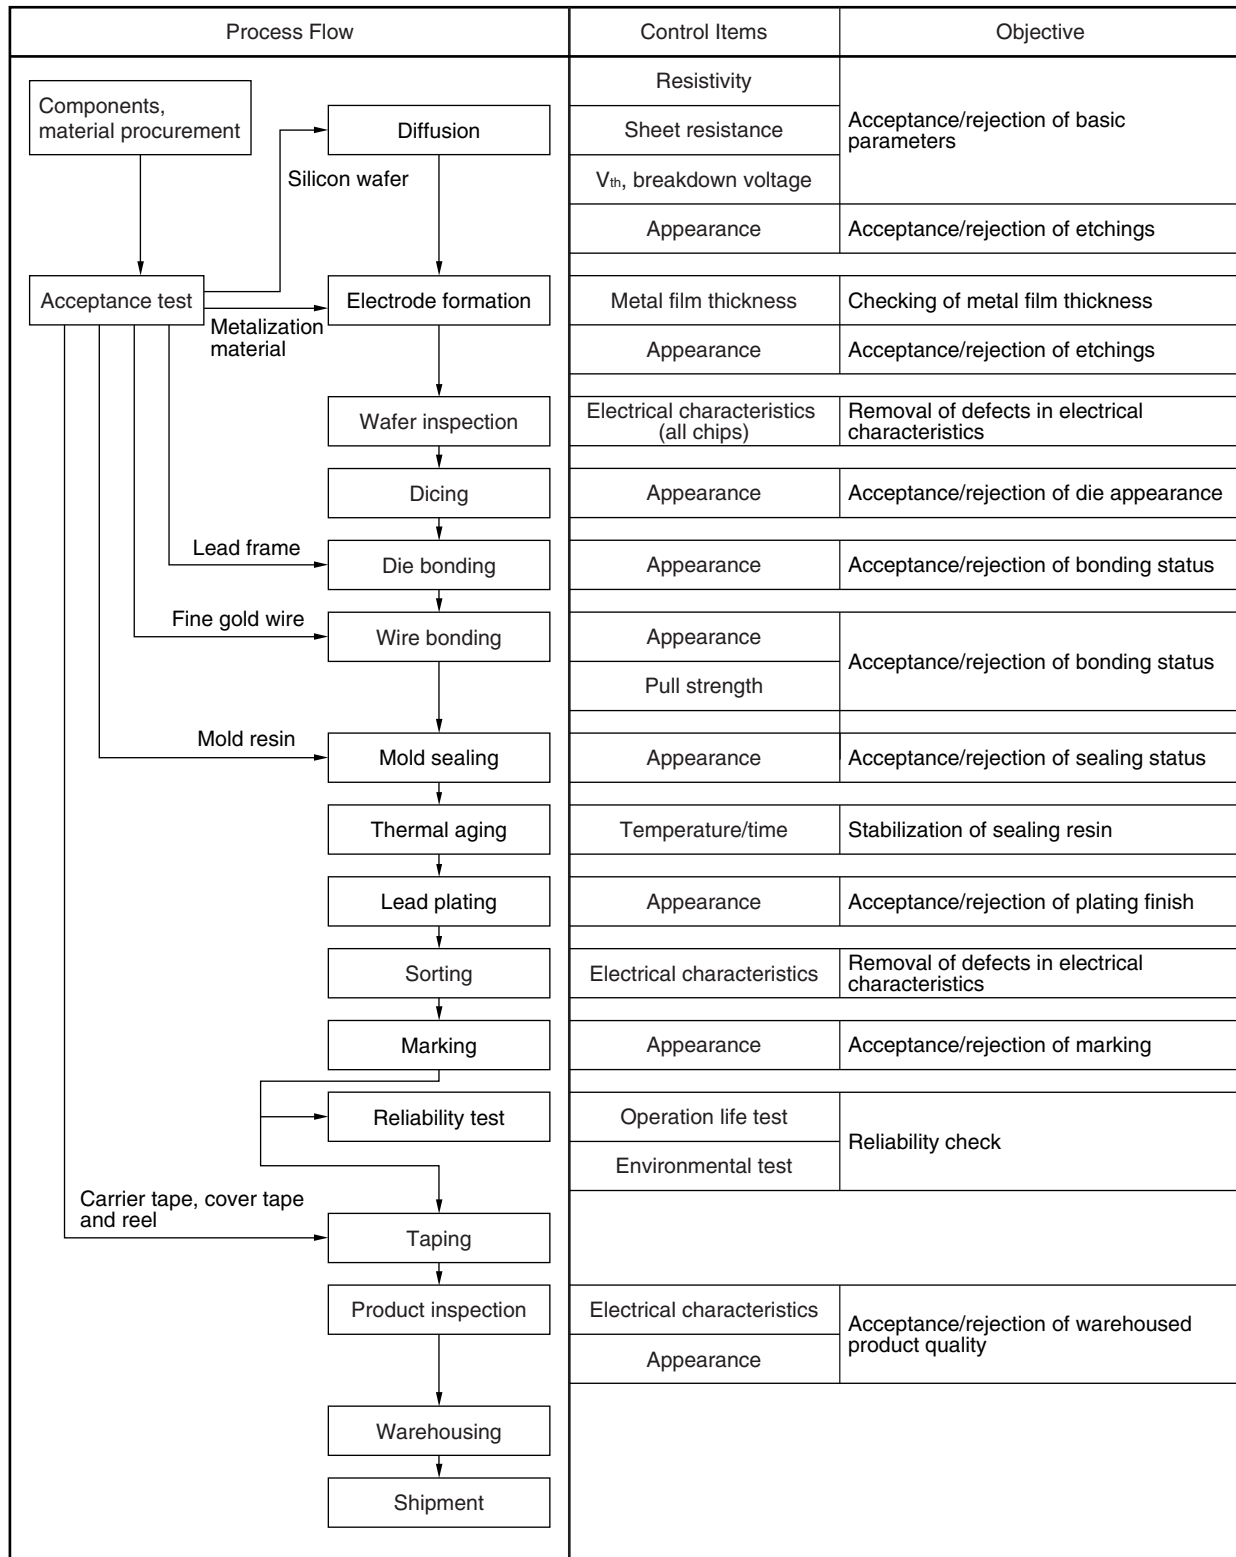 Process Flow
Control Items
Objective
Components,
material procurement
Diffusion
Silicon wafer
Resistivity
Sheet resistance
Vth, breakdown voltage
Acceptance/rejection of basic
parameters
Appearance
Acceptance/rejection of etchings
Acceptance test
Metalization
material
Electrode formation
Metal film thickness
Checking of metal film thickness
Appearance
Acceptance/rejection of etchings
Wafer inspection
Electrical characteristics
(all chips)
Removal of defects in electrical
characteristics
Dicing
Appearance
Acceptance/rejection of die appearance
Lead frame
Die bonding
Appearance
Acceptance/rejection of bonding status
Fine gold wire
Wire bonding
Appearance
Pull strength
Acceptance/rejection of bonding status
Mold resin
Mold sealing
Appearance
Acceptance/rejection of sealing status
Thermal aging
Temperature/time
Stabilization of sealing resin
Lead plating
Appearance
Acceptance/rejection of plating finish
Sorting
Electrical characteristics
Removal of defects in electrical
characteristics
Marking
Appearance
Acceptance/rejection of marking
Reliability test
Operation life test
Environmental test
Reliability check
Carrier tape, cover tape
and reel
Taping
Product inspection
Electrical characteristics
Appearance
Acceptance/rejection of warehoused
product quality
Warehousing
Shipment